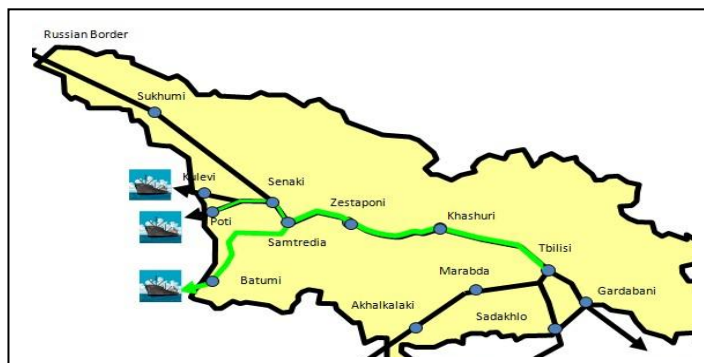 Russian Border
Sukhumi
Kulevi
Senaki
Poti
Zestaponi
Khashuri
Samtredia
Tbilisi
Batumi
Marabda
Gardabani
Akhalkalaki
Sadakhlo